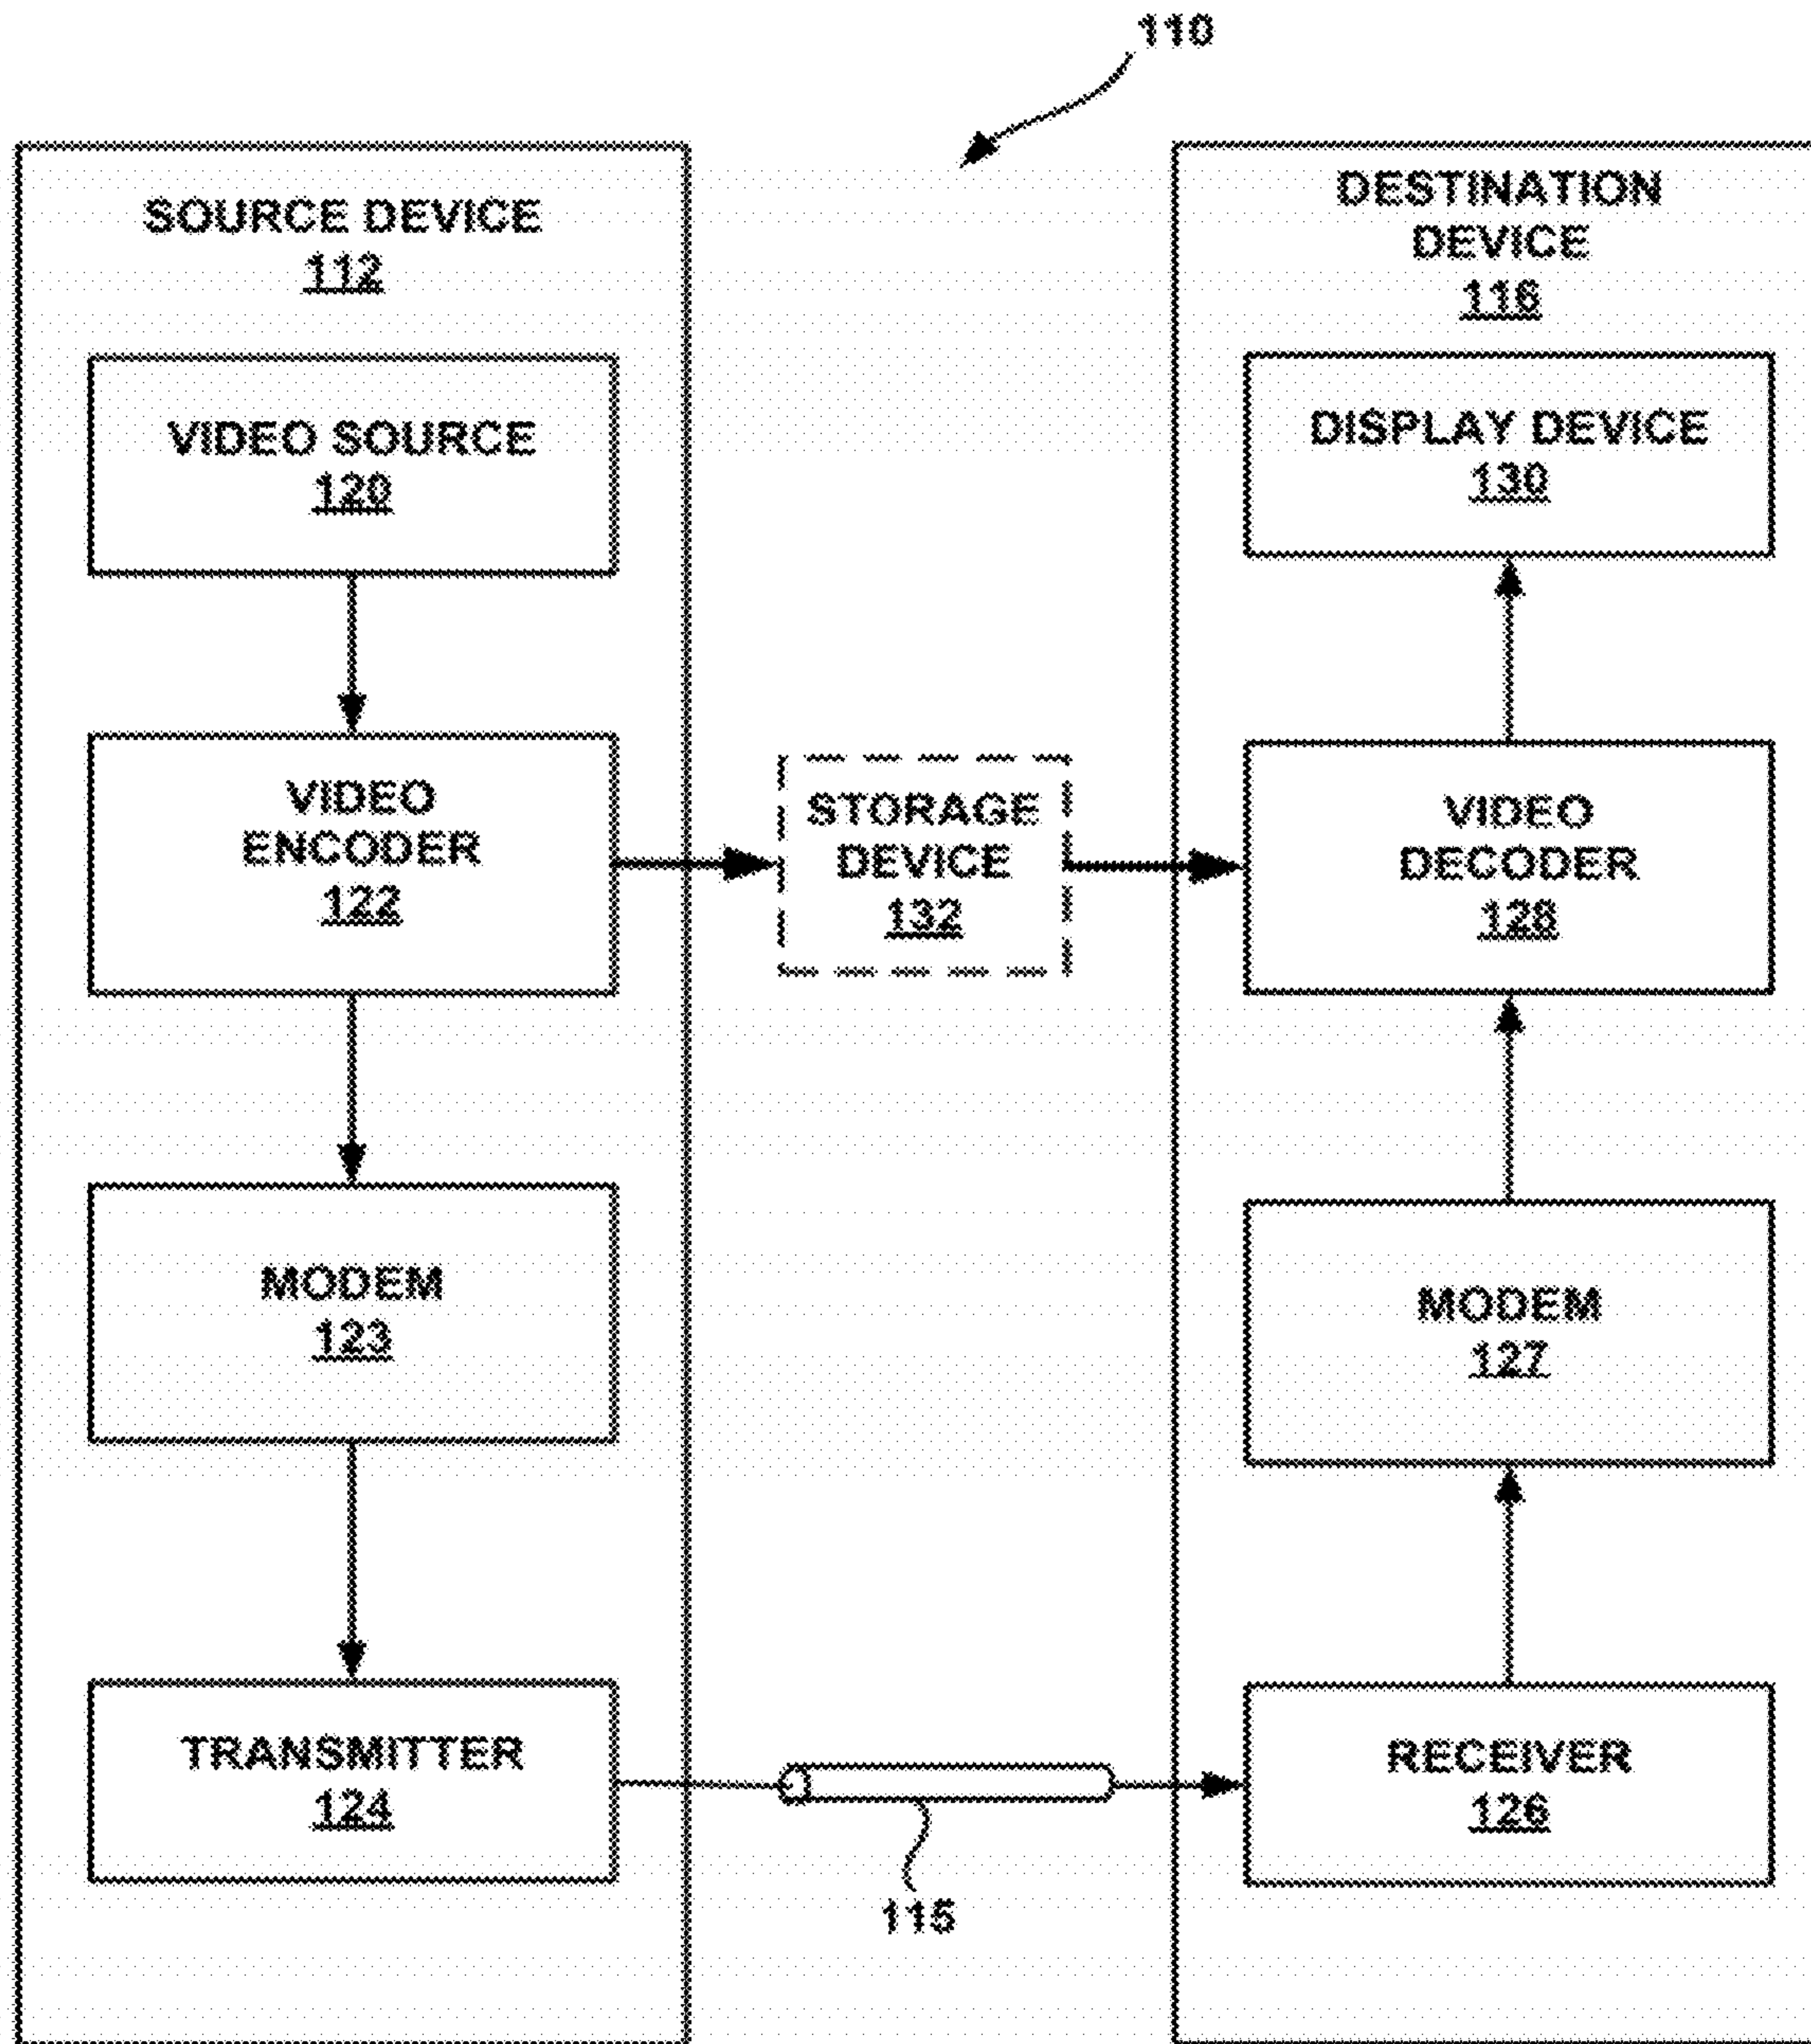 110
SOURCE DEVICE
112
VIDEO SOURCE
120
VIDEO
ENCODER
122
MODEM
123
TRANSMITTER
124
STORAGE
DEVICE
132
115
DESTINATION
DEVICE
116
DISPLAY DEVICE
130
VIDEO
DECODER
128
MODEM
127
RECEIVER
126